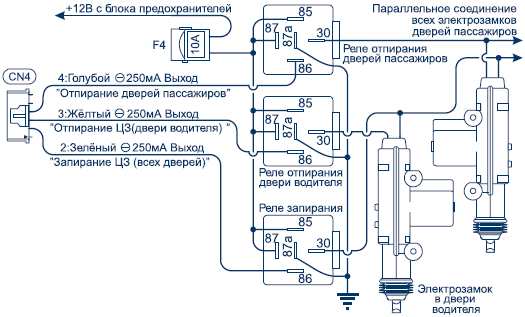 +12В с блока предохранителей
F4
10A
85
87
87а
30
86
Параллельное соединение
всех электрозамков
дверей пассажиров
Реле отпирания
дверей пассажиров
CN4
4:Голубой ⊖250мА Выход
"Отпирание дверей пассажиров"
3:Жёлтый ⊖250мА Выход
"Отпирание ЦЗ(двери водителя) "
2:Зелёный ⊖250мА Выход
"Запирание ЦЗ (всех дверей)"
85
87
87а
30
86
Реле отпирания
двери водителя
Реле запирания
85
87
87а
30
86
Электрозамок
в двери
водителя